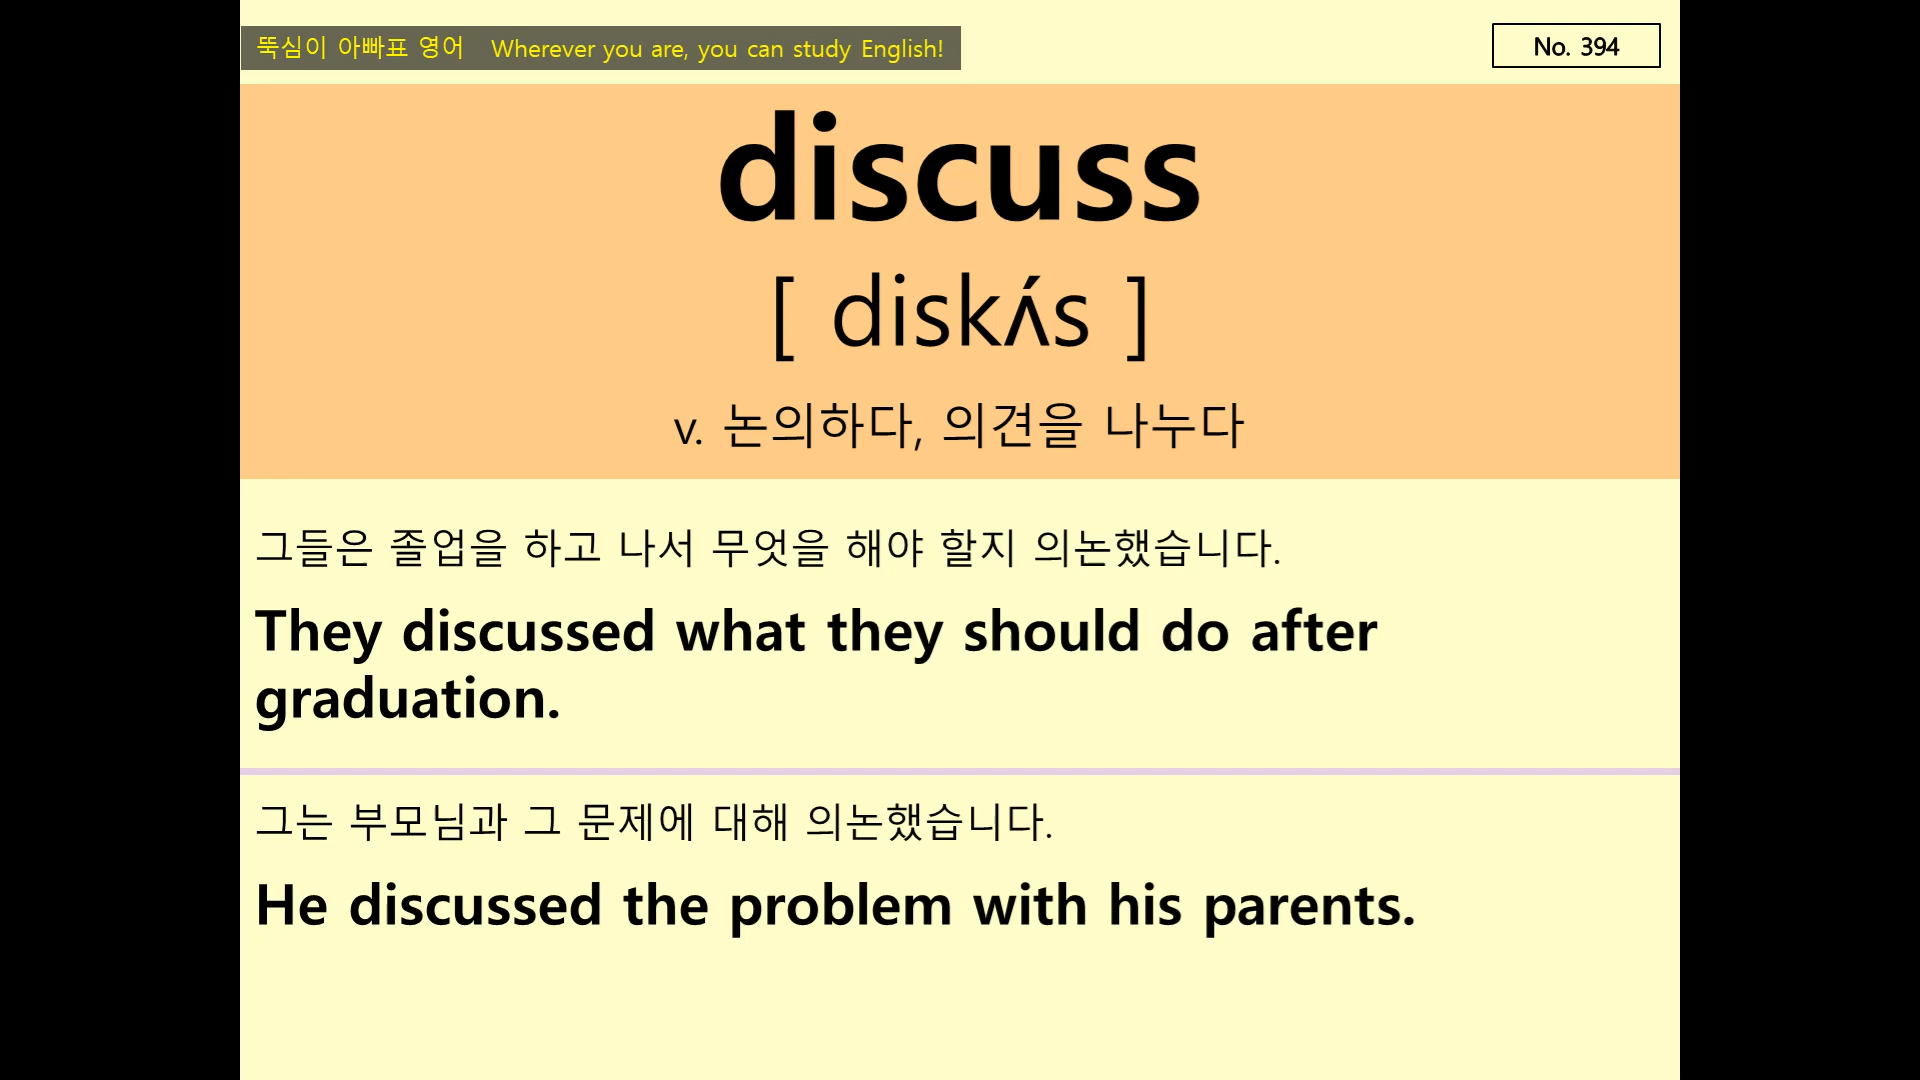 뚝심이 아빠표 영어 Wherever you are, you can study English!
No. 394
discuss
[ diskʌ́s ]
v. 논의하다, 의견을 나누다
그들은 졸업을 하고 나서 무엇을 해야 할지 의논했습니다.
They discussed what they should do after
graduation.
그는 부모님과 그 문제에 대해 의논했습니다.
He discussed the problem with his parents.